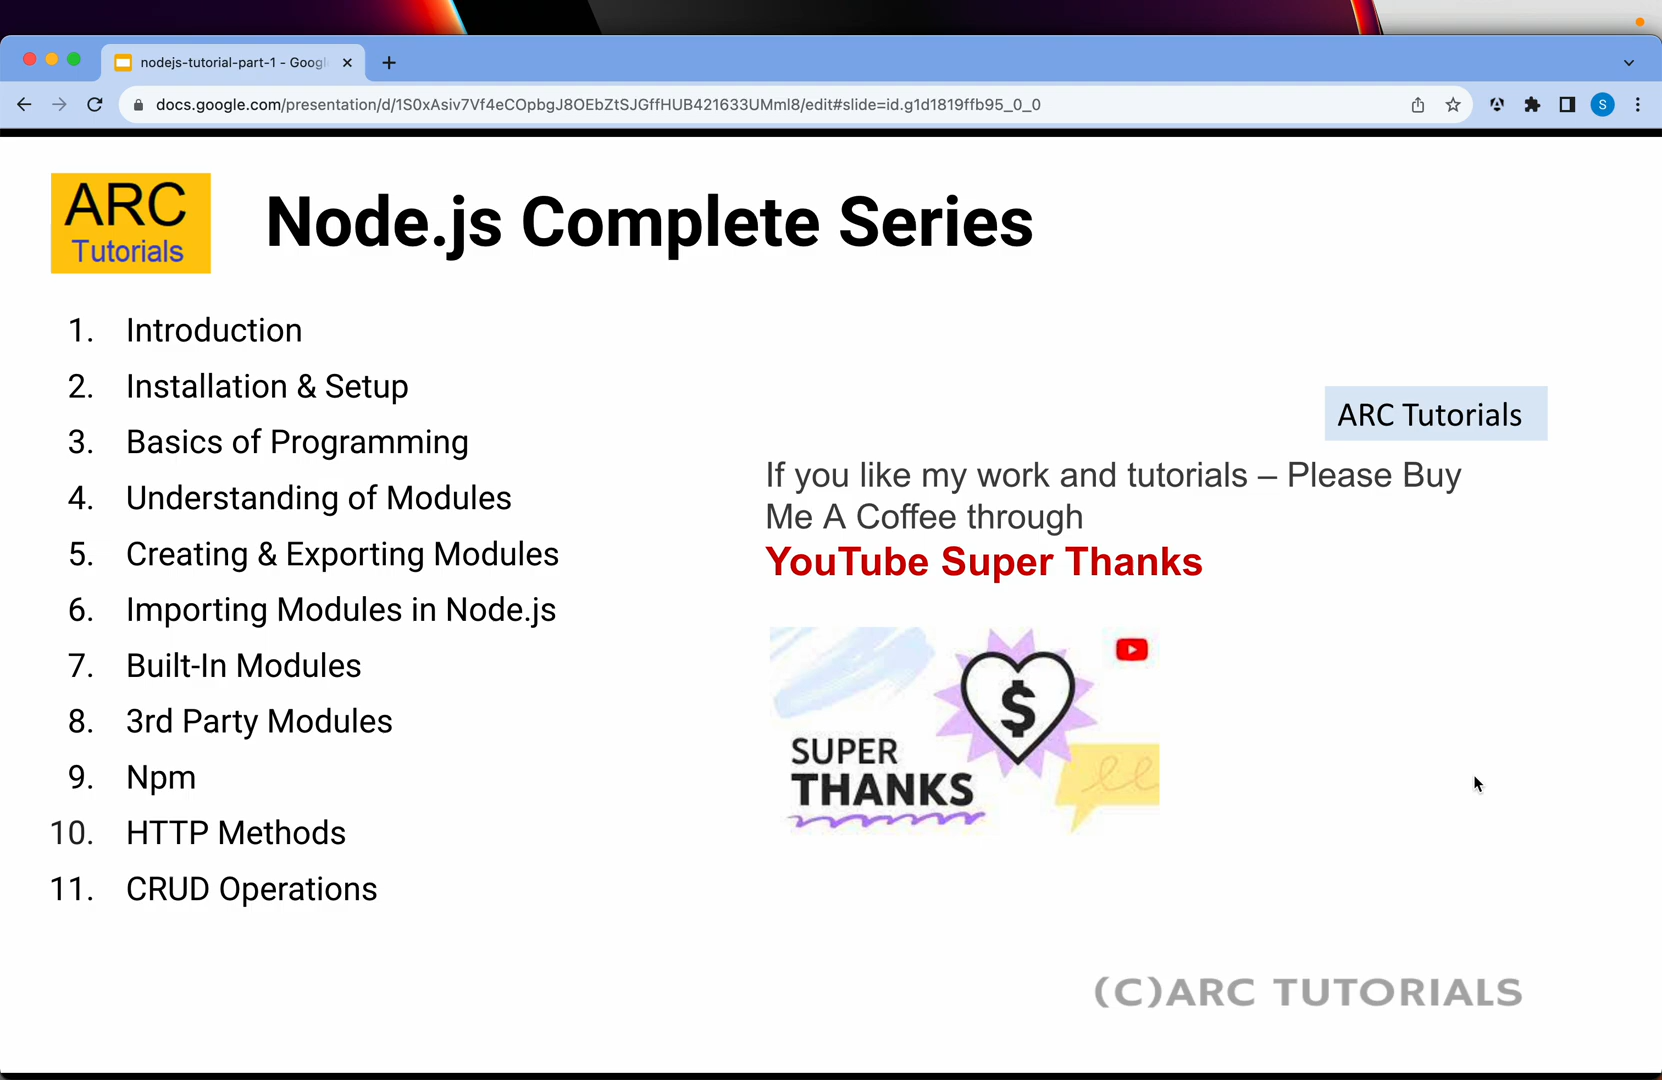 nodejs-tutorial-part-1 - Googl
docs.google.com/presentation/d/1S0xAsiv7Vf4eCOpbgJ8OEbZtSJGffHUB421633UMml8/edit#slide=id.g1d1819ffb95_0_0
S
ARC
Tutorials
Node.js Complete Series
1. Introduction
2. Installation & Setup
3. Basics of Programming
4. Understanding of Modules
5. Creating & Exporting Modules
6. Importing Modules in Node.js
7. Built-In Modules
8. 3rd Party Modules
9. Npm
10. HTTP Methods
11. CRUD Operations
ARC Tutorials
If you like my work and tutorials – Please Buy
Me A Coffee through
YouTube Super Thanks
$
SUPER
THANKS
(C)ARC TUTORIALS